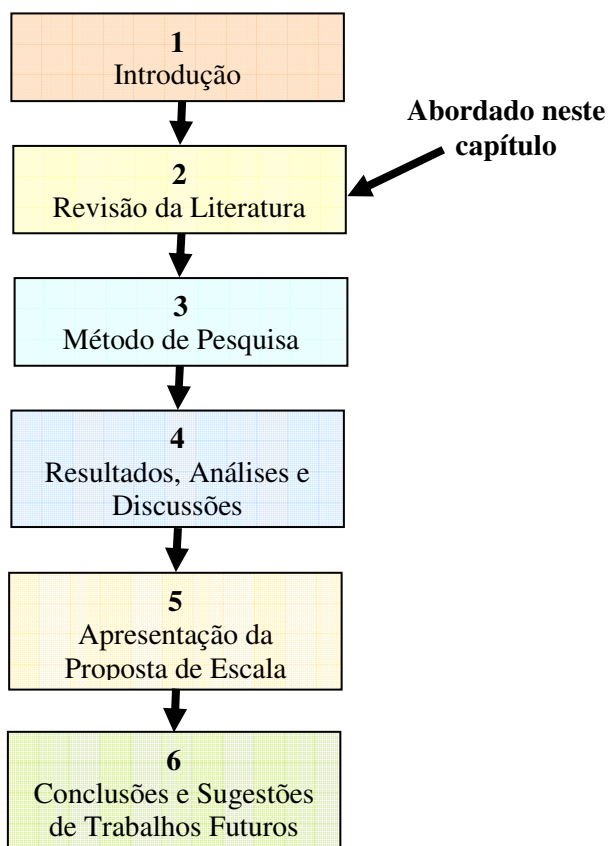 1
Introdução
Abordado neste
capítulo
2
Revisão da Literatura
3
Método de Pesquisa
4
Resultados, Análises e
Discussões
5
Apresentação da
Proposta de Escala
6
Conclusões e Sugestões
de Trabalhos Futuros